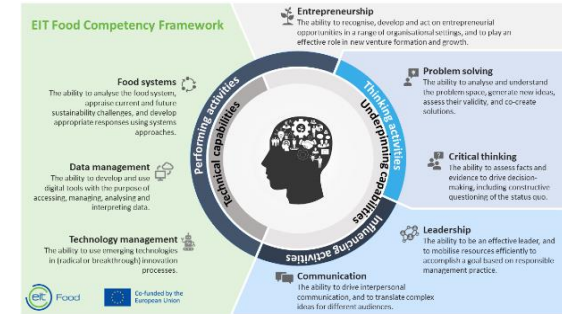 EIT Food Competency Framework
Entrepreneurship
The ability to recognise, develop and act on entrepreneurial
opportunities in a range of organisational settings, and to play an
effective role in new venture formation and growth.
Food systems
The ability to analyse the food system,
appraise current and future
sustainability challenges, and develop
appropriate responses using systems
approaches.
Data management
The ability to develop and use
digital tools with the purpose of
accessing, managing, analysing and
interpreting data.
Technology management
The ability to use emerging technologies
in (radical or breakthrough) innovation
processes.
Performing activities
Technical capabilities
Thinking activities
Underpinning capabilities
Influencing activities
Problem solving
The ability to analyse and understand
the problem space, generate new ideas,
assess their validity, and co-create
solutions.
Critical thinking
The ability to assess facts and
evidence to drive decision-
making, including constructive
questioning of the status quo.
Leadership
The ability to be an effective leader, and
to mobilise resources efficiently to
accomplish a goal based on responsible
management practice.
Communication
The ability to drive interpersonal
communication, and to translate complex
ideas for different audiences.
eit Food
Co-funded by the
European Union